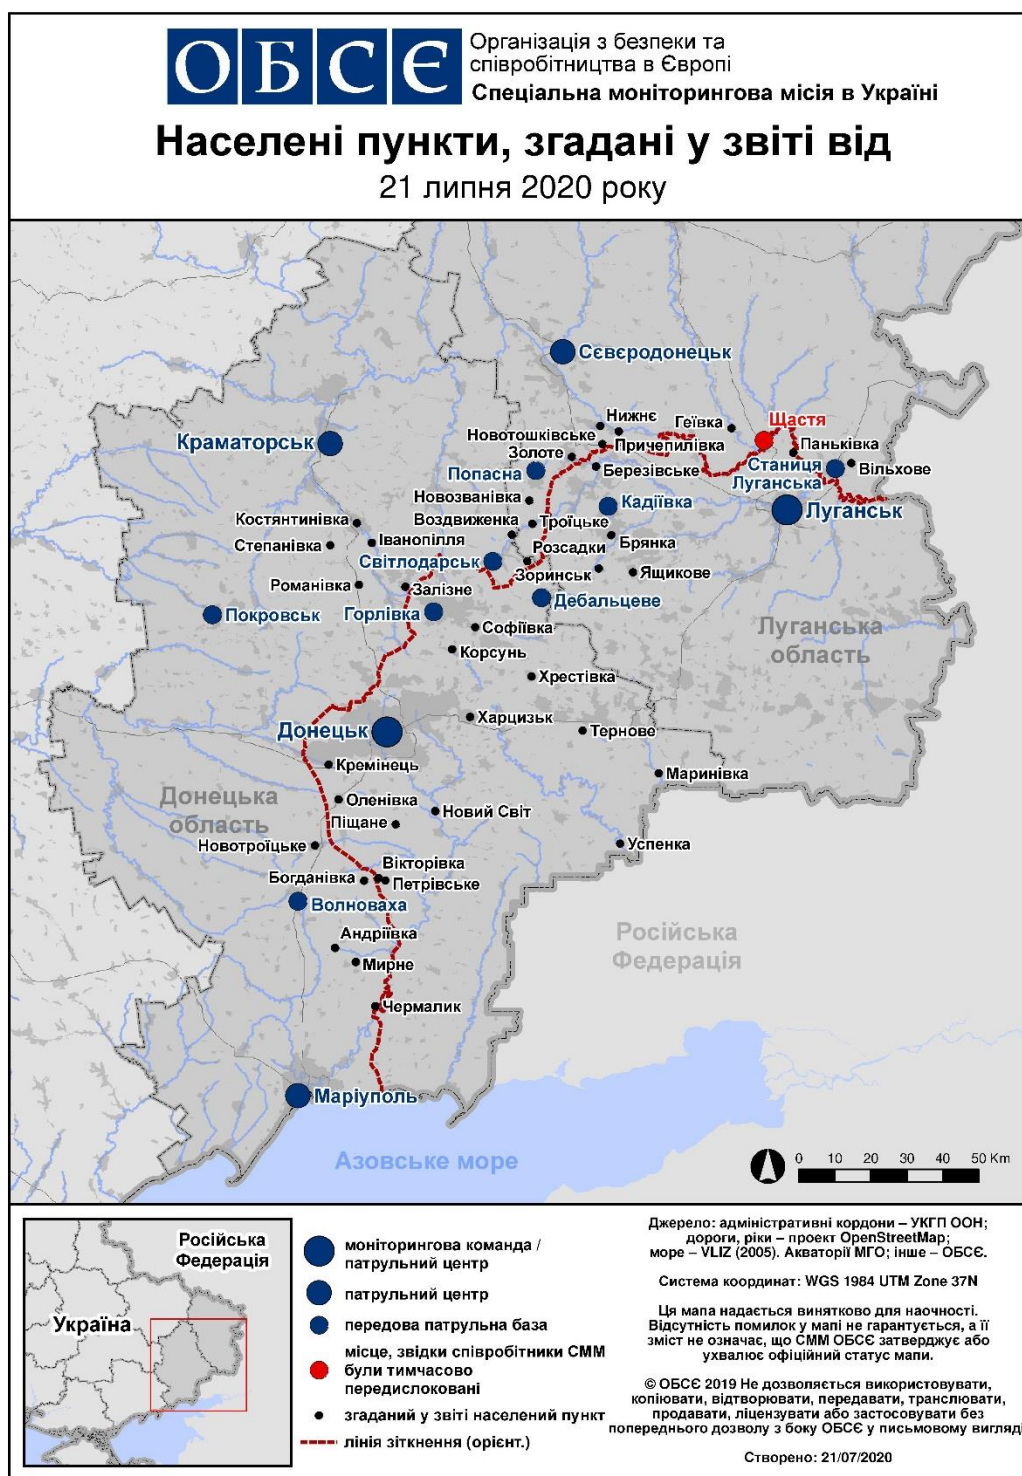 ОБСЄ
Організація з безпеки та
співробітництва в Європі
Спеціальна моніторингова місія в Україні
Населені пункти, згадані у звіті від
21 липня 2020 року
Сєвєродонецьк
Нижнє
Геївка
Щастя
Новотошківське
Причепилівка
Паньківка
Краматорськ
Золоте
Березівське
Станиця
Луганська
Вільхове
Попасна
Новозванівка
Кадіївка
Луганськ
Костянтинівка
Воздвиженка
Троїцьке
Іванопілля
Брянка
Степанівка
Розсадки
Світлодарськ
Зоринськ
Ящикове
Романівка
Залізне
Дебальцеве
Покровськ
Горлівка
Софіївка
Луганська
область
Корсунь
Хрестівка
Харцизьк
Донецьк
Тернове
Кремінець
Маринівка
Донецька
область
Оленівка
Новий Світ
Піщане
Новотроїцьке
Успенка
Вікторівка
Богданівка
Петрівське
Волноваха
Андріївка
Російська
Федерація
Мирне
Чермалик
Маріуполь
Азовське море
0 10 20 30 40 50 Km
Російська
Федерація
Україна
моніторингова команда /
патрульний центр
патрульний центр
передова патрульна база
місце, звідки співробітники СММ
були тимчасово
передислоковані
згаданий у звіті населений пункт
лінія зіткнення (орієнт.)
Джерело: адміністративні кордони – УКГП ООН;
дороги, ріки – проект OpenStreetMap;
море – VLIZ (2005). Акваторії МГО; інше – ОБСЄ.
Система координат: WGS 1984 UTM Zone 37N
Ця мапа надається винятково для наочності.
Відсутність помилок у мапі не гарантується, а її
зміст не означає, що СММ ОБСЄ затверджує або
ухвалює офіційний статус мапи.
© ОБСЄ 2019 Не дозволяється використовувати,
копіювати, відтворювати, передавати, транслювати,
продавати, ліцензувати або застосовувати без
попереднього дозволу з боку ОБСЄ у письмовому вигляді
Створено: 21/07/2020